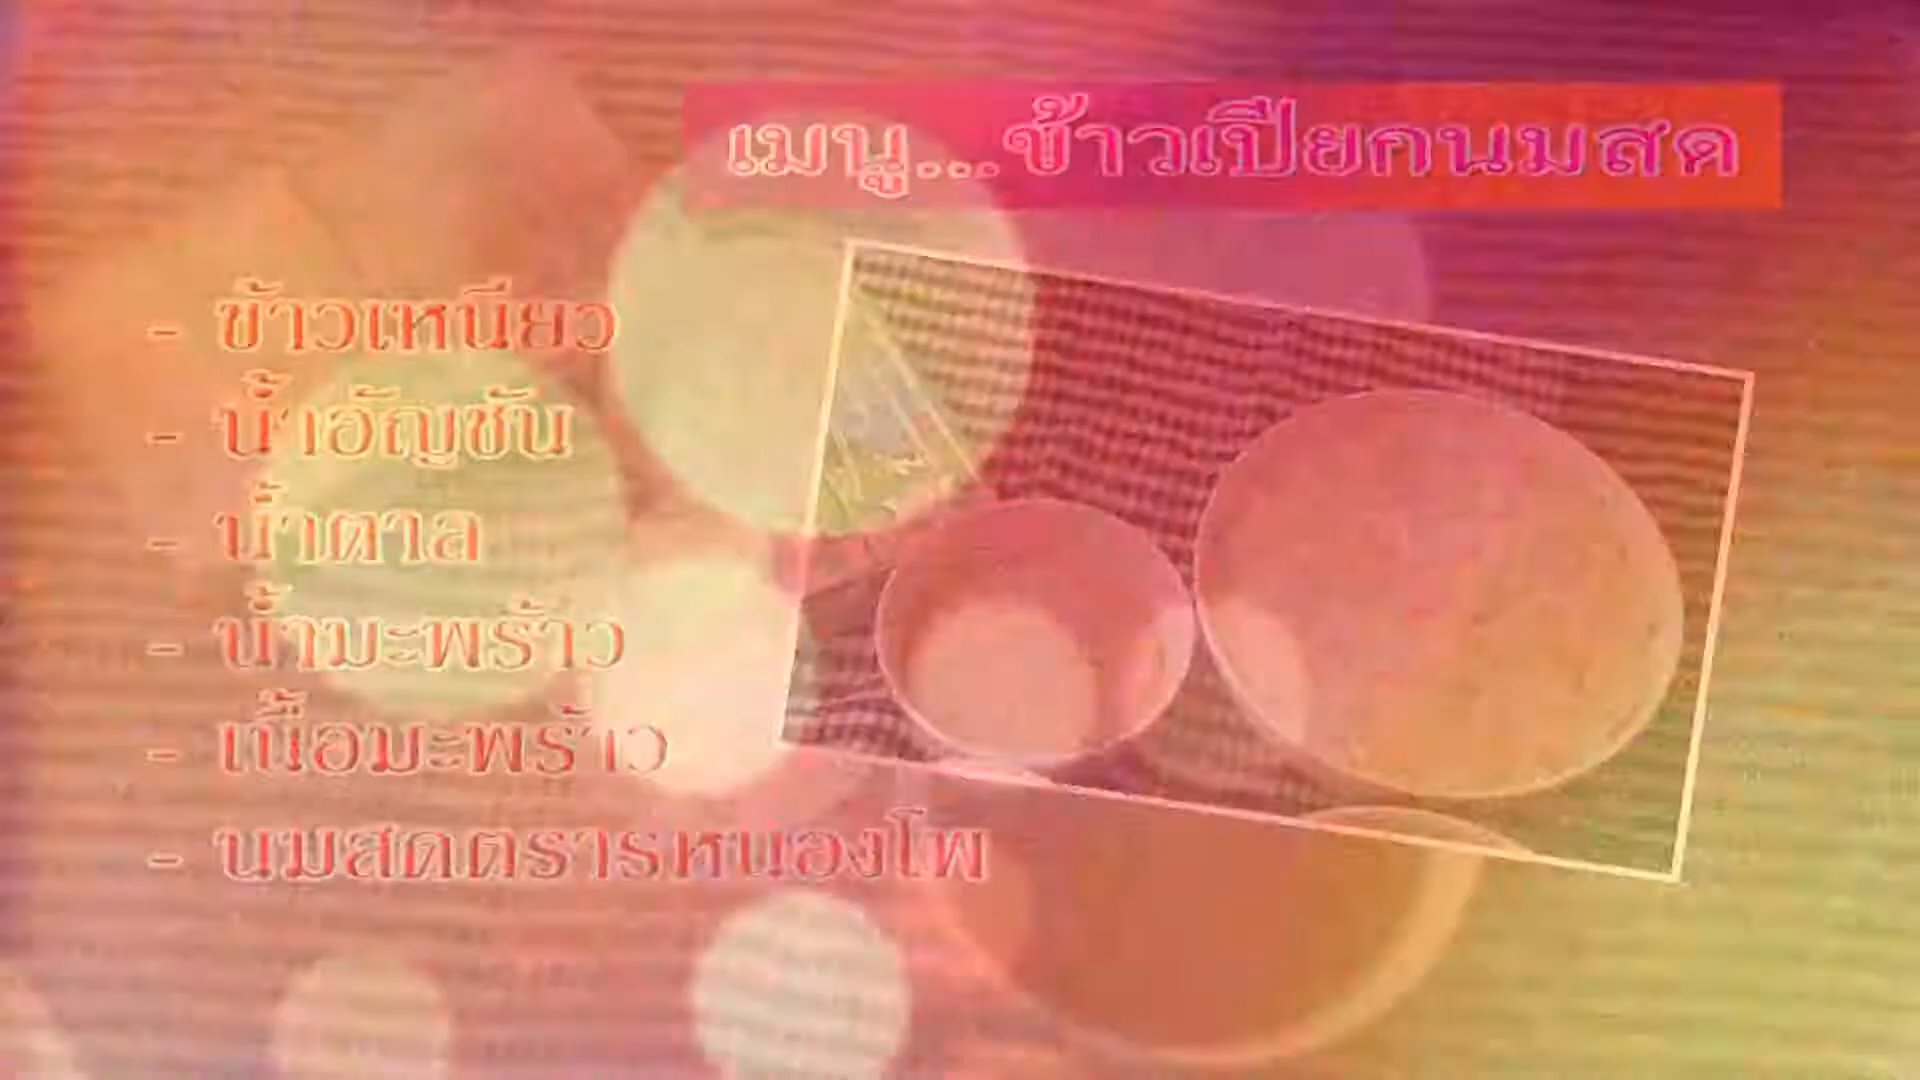 เมนู...ข้าวเปียกนมสด
- ข้าวเหนียว
- น้ำอัญชัน
- น้ำตาล
- น้ำมะพร้าว
- เนื้อมะพร้าว
- นมสดตรารหนองโพ